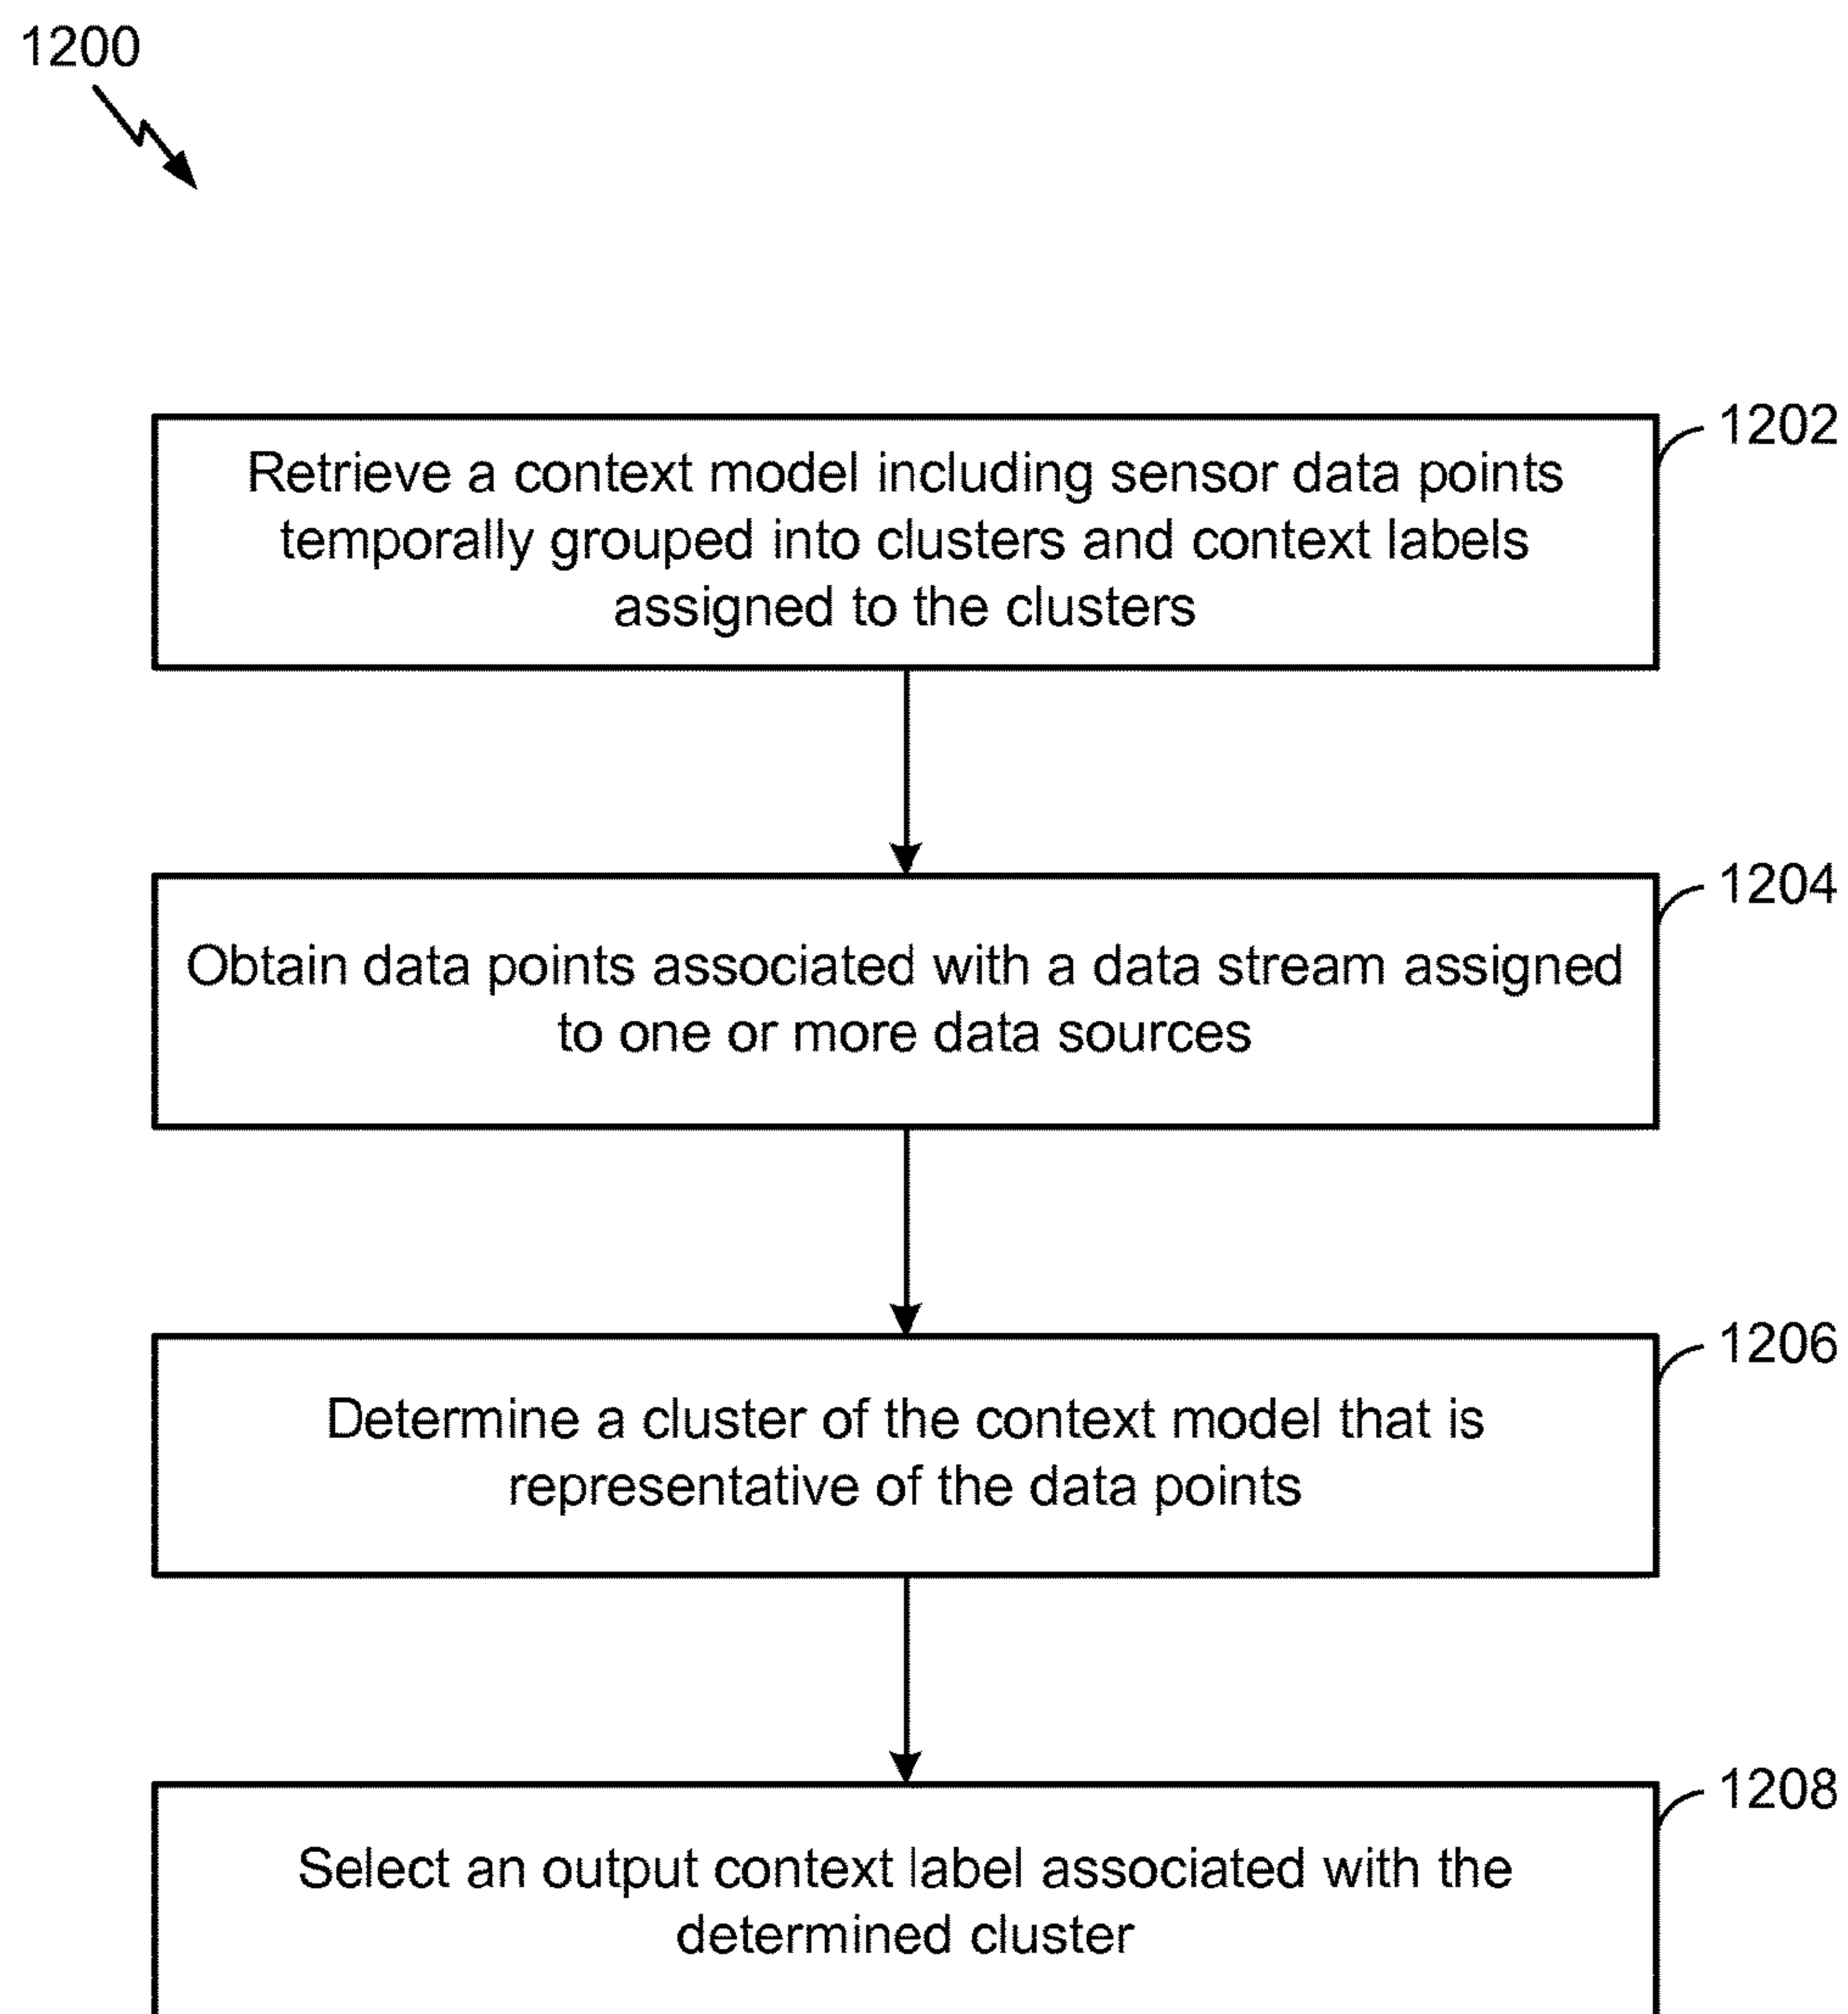 1200
1202
Retrieve a context model including sensor data points
temporally grouped into clusters and context labels
assigned to the clusters
1204
Obtain data points associated with a data stream assigned
to one or more data sources
1206
Determine a cluster of the context model that is
representative of the data points
1208
Select an output context label associated with the
determined cluster